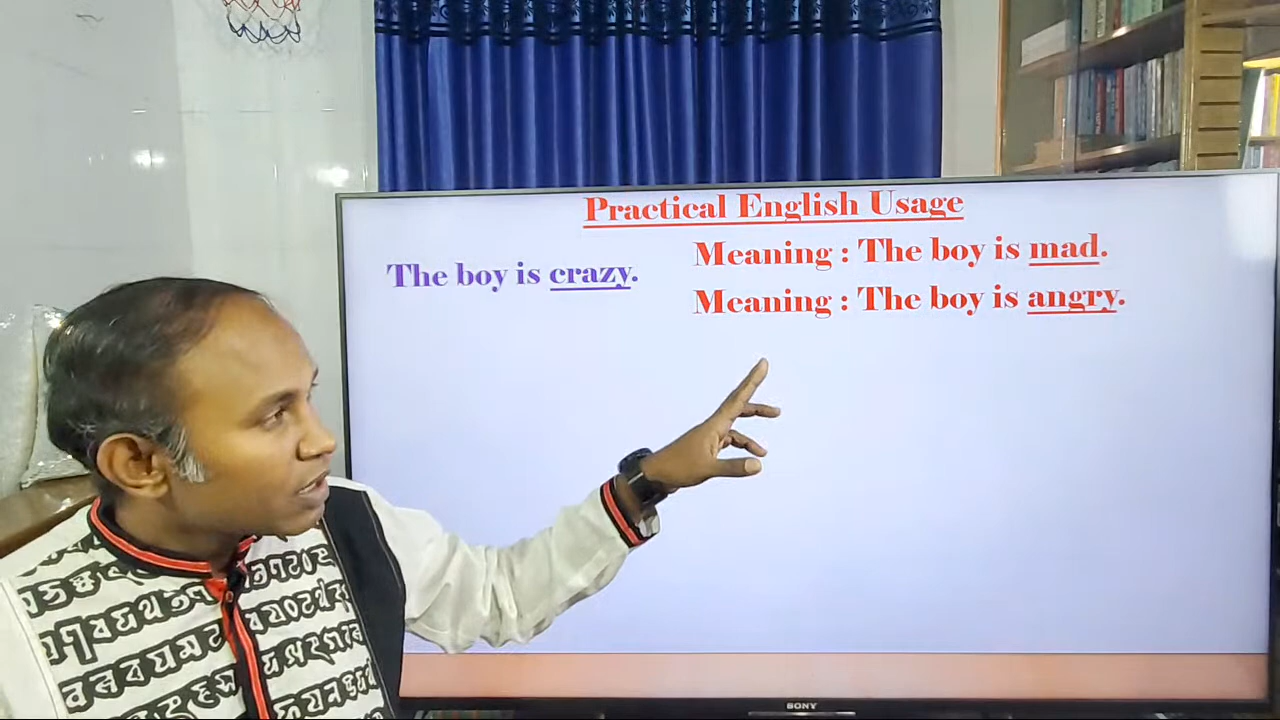 Practical English Usage
The boy is crazy.
Meaning : The boy is mad.
Meaning : The boy is angry.
SONY